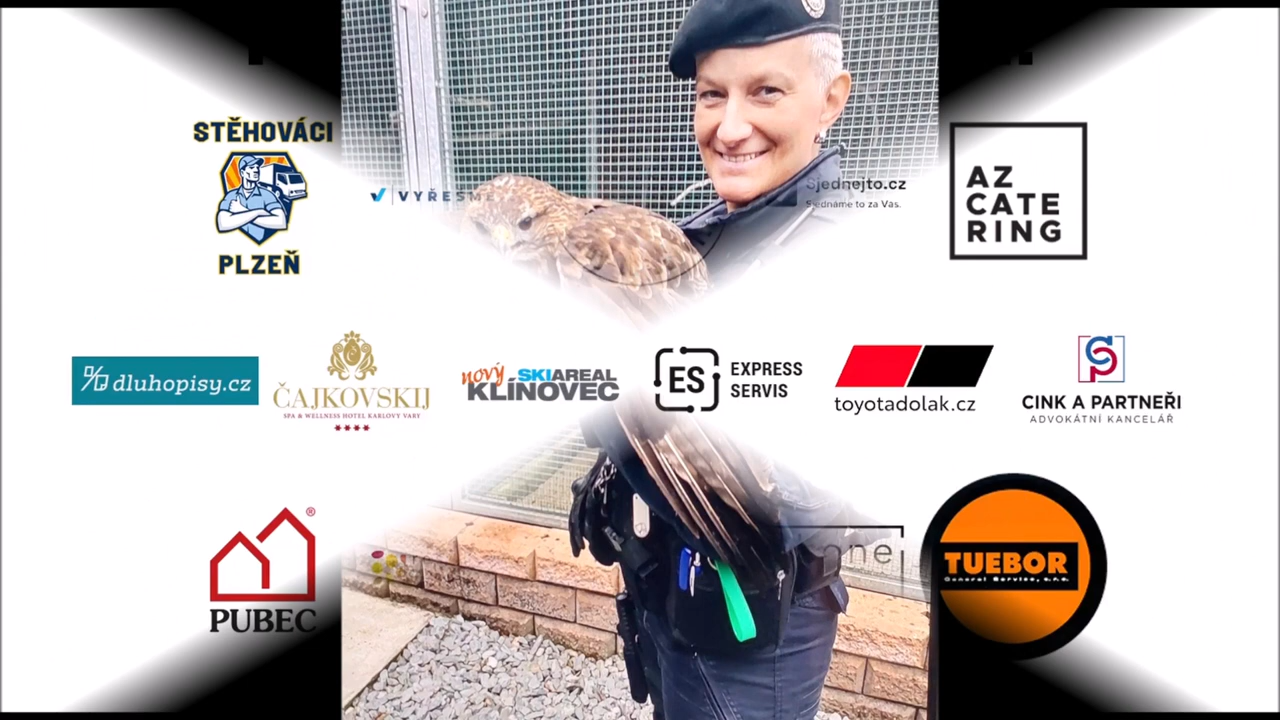 STĚHOVÁCI
PLZEŇ
VYŘEŠME
Sjednejto.cz
Sjednáme to za Vás.
AZ
CATE
RING
dluhopisy.cz
ČAJKOVSKIJ
SPA & WELLNESS HOTEL KARLOVY VARY
nový
SKIAREAL
KLÍNOVEC
ES
EXPRESS
SERVIS
toyotadolak.cz
CINK A PARTNEŘI
ADVOKÁTNÍ KANCELÁŘ
PUBEC
®
one
TUEBOR
General Service, s.r.o.